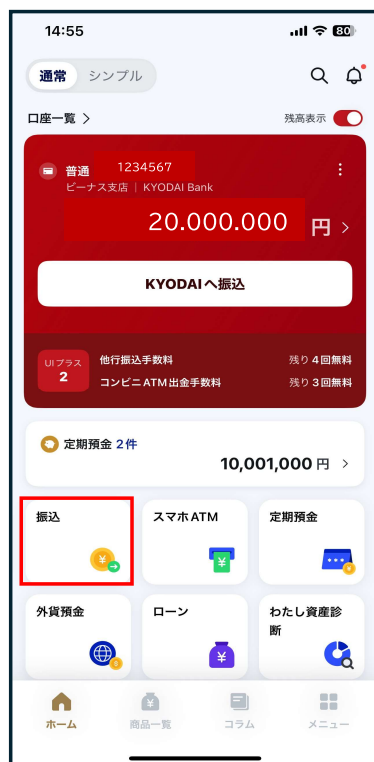 14:55
80
通常 シンプル
口座一覧 >
残高表示
普通 1234567
ビーナス支店 | KYODAI Bank
20.000.000 円 >
KYODAIへ振込
UIプラス
2
他行振込手数料 残り4回無料
コンビニATM出金手数料 残り3回無料
定期預金 2件
10,001,000 円 >
振込 スマホATM 定期預金
外貨預金 ローン わたし資産診
断
ホーム 商品一覧 コラム メニュー